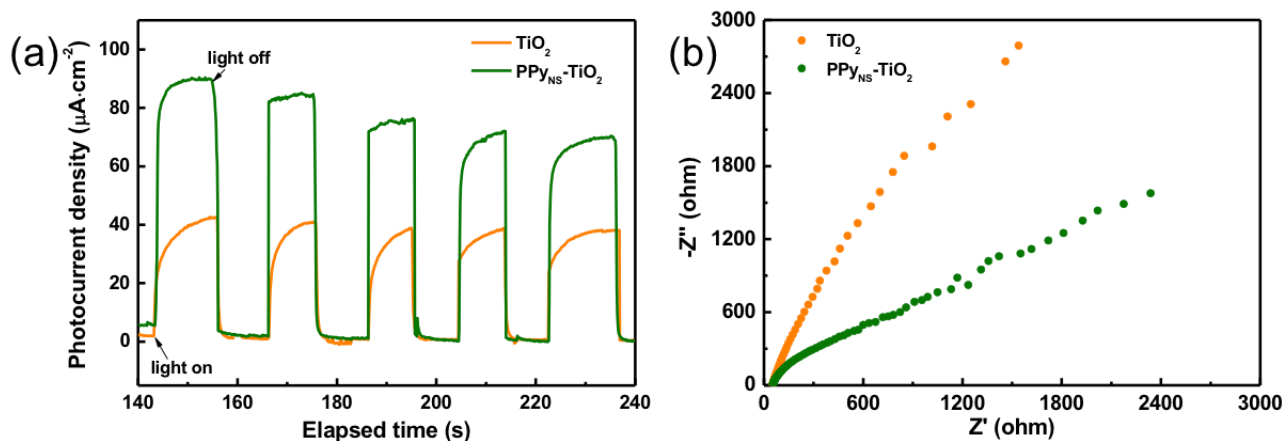 (a)
Photocurrent density (μA·cm⁻²)
100
80
60
40
20
0
light off
light on
TiO₂
PPy_NS-TiO₂
140
160
180
200
220
240
Elapsed time (s)
(b)
-Z'' (ohm)
3000
2400
1800
1200
600
0
TiO₂
PPy_NS-TiO₂
0
600
1200
1800
2400
3000
Z' (ohm)